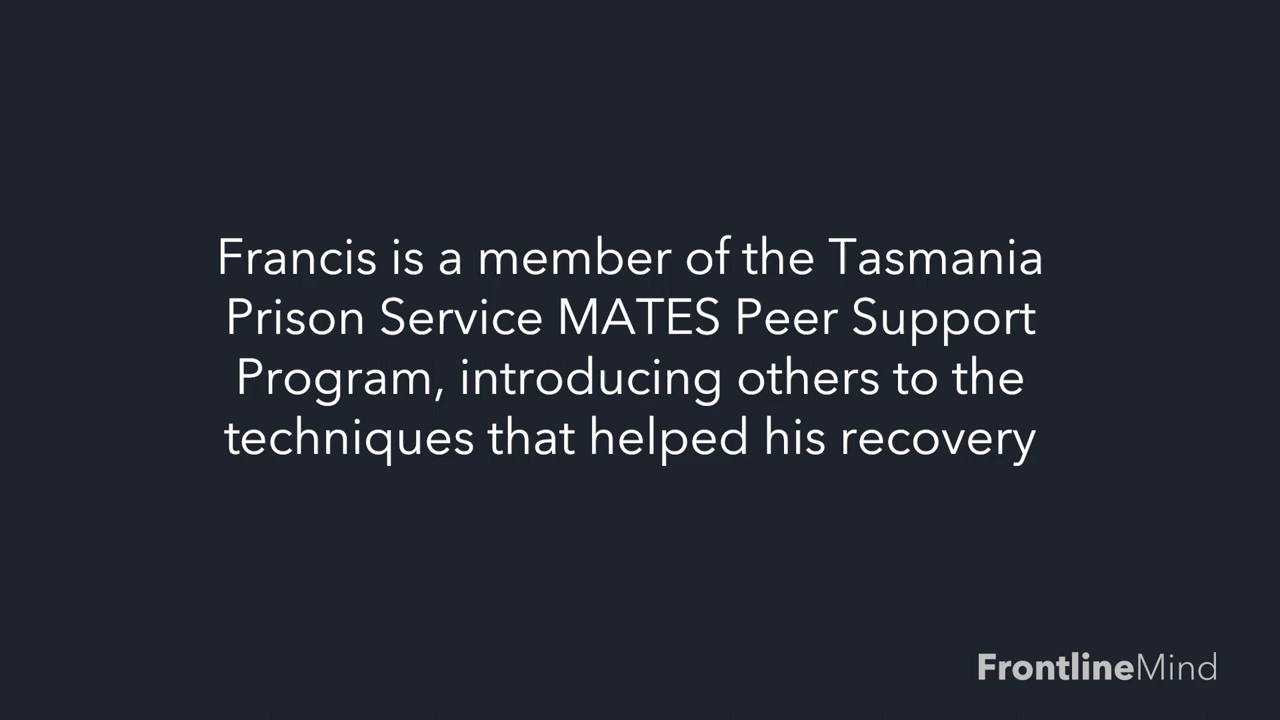 Francis is a member of the Tasmania
Prison Service MATES Peer Support
Program, introducing others to the
techniques that helped his recovery
FrontlineMind